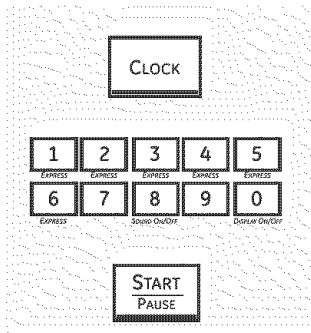 CLOCK
1 2 3 4 5
EXPRESS EXPRESS EXPRESS EXPRESS EXPRESS
6 7 8 9 0
EXPRESS SOUND ON/OFF DISPLAY ON/OFF
START
PAUSE